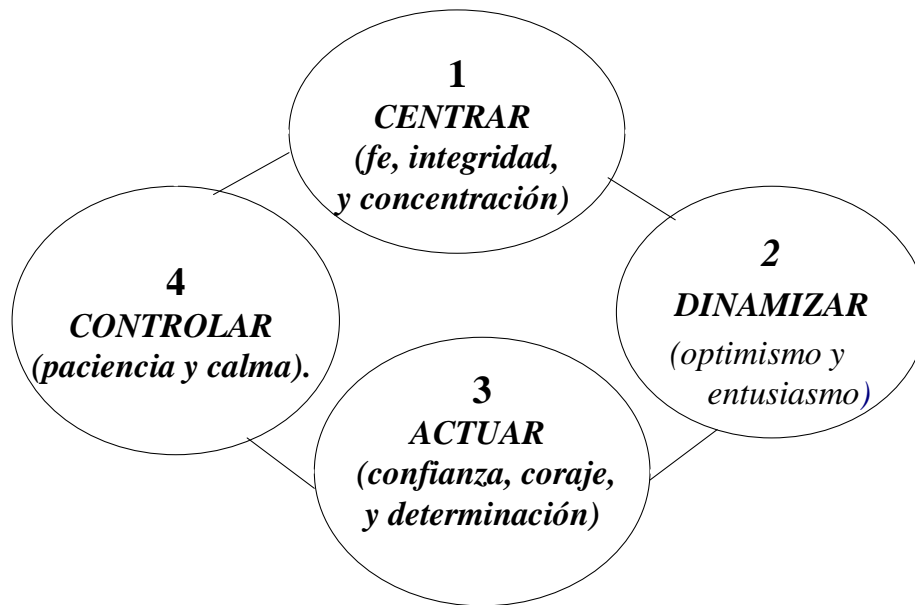 1
CENTRAR
(fe, integridad,
y concentración)
2
DINAMIZAR
(optimismo y
entusiasmo)
3
ACTUAR
(confianza, coraje,
y determinación)
4
CONTROLAR
(paciencia y calma).